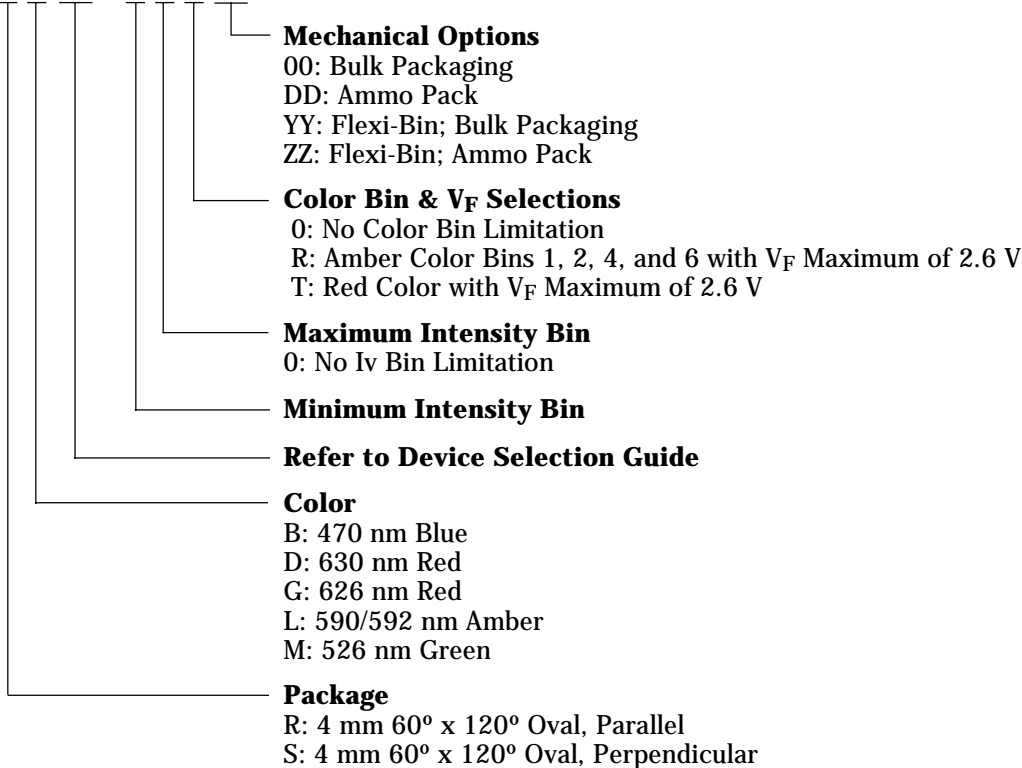 Mechanical Options
00: Bulk Packaging
DD: Ammo Pack
YY: Flexi-Bin; Bulk Packaging
ZZ: Flexi-Bin; Ammo Pack
Color Bin & VF Selections
0: No Color Bin Limitation
R: Amber Color Bins 1, 2, 4, and 6 with VF Maximum of 2.6 V
T: Red Color with VF Maximum of 2.6 V
Maximum Intensity Bin
0: No Iv Bin Limitation
Minimum Intensity Bin
Refer to Device Selection Guide
Color
B: 470 nm Blue
D: 630 nm Red
G: 626 nm Red
L: 590/592 nm Amber
M: 526 nm Green
Package
R: 4 mm 60º x 120º Oval, Parallel
S: 4 mm 60º x 120º Oval, Perpendicular